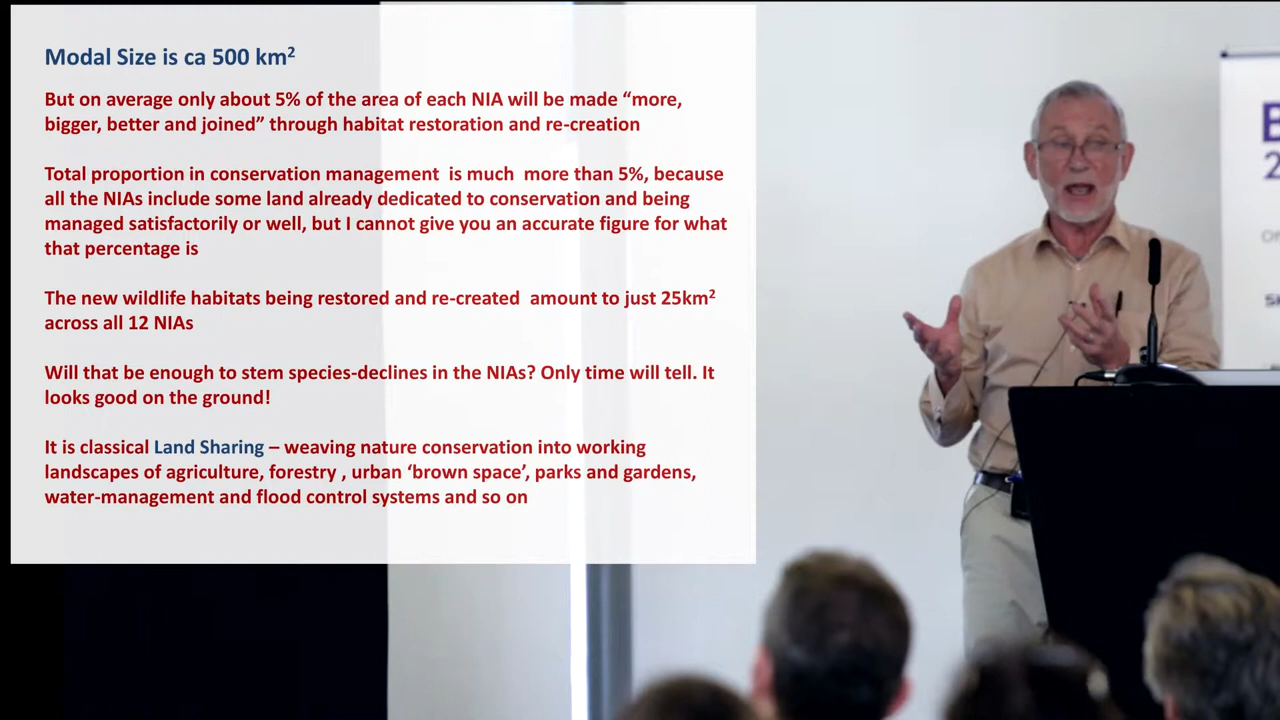 Modal Size is ca 500 km²
But on average only about 5% of the area of each NIA will be made “more,
bigger, better and joined” through habitat restoration and re-creation
Total proportion in conservation management  is much  more than 5%, because
all the NIAs include some land already dedicated to conservation and being
managed satisfactorily or well, but I cannot give you an accurate figure for what
that percentage is
The new wildlife habitats being restored and re-created  amount to just 25km²
across all 12 NIAs
Will that be enough to stem species-declines in the NIAs? Only time will tell. It
looks good on the ground!
It is classical Land Sharing – weaving nature conservation into working
landscapes of agriculture, forestry , urban ‘brown space’, parks and gardens,
water-management and flood control systems and so on